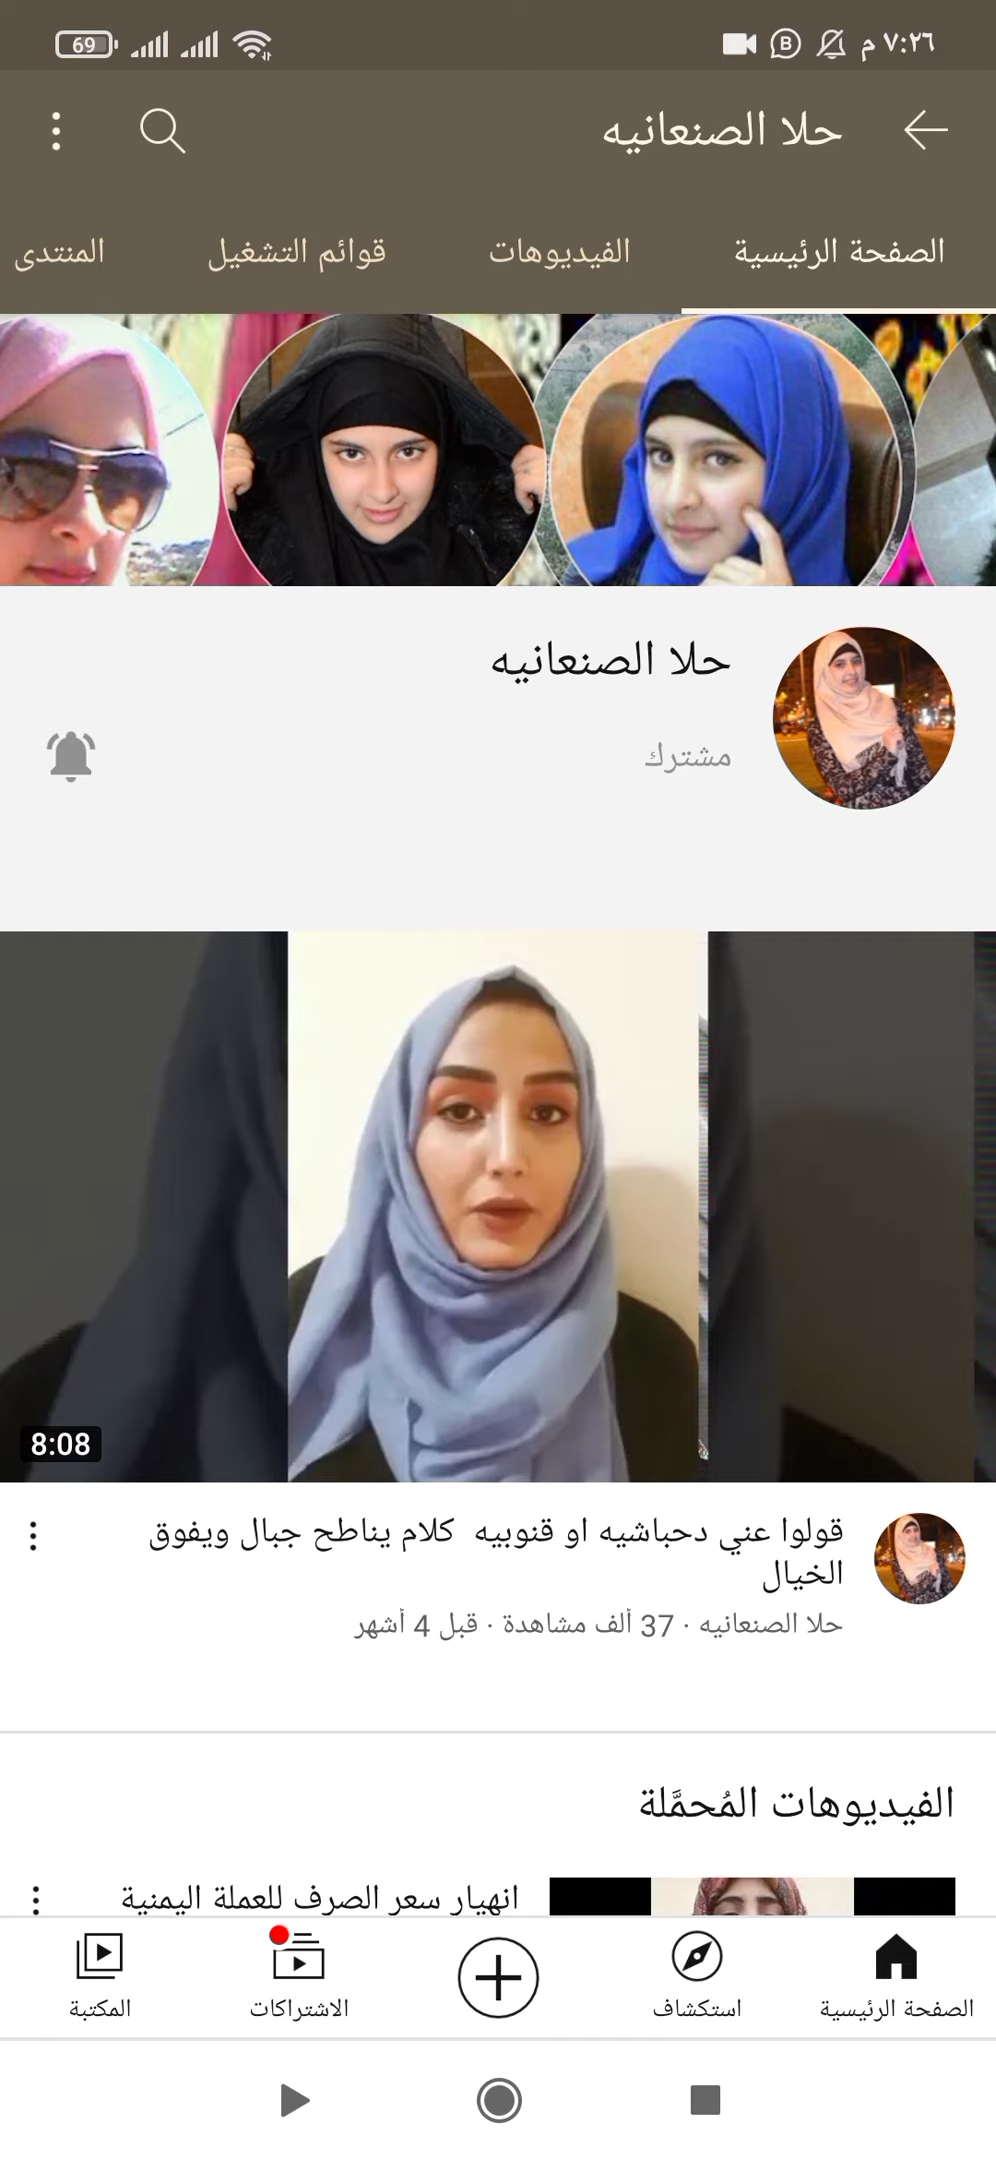 ٧:٢٦ م
69
حلا الصنعانيه
الصفحة الرئيسية
الفيديوهات
قوائم التشغيل
المنتدى
حلا الصنعانيه
مشترك
8:08
قولوا عني دحباشيه او قنوبيه كلام يناطح جبال ويفوق
الخيال
حلا الصنعانيه · 37 ألف مشاهدة · قبل 4 أشهر
الفيديوهات المُحمَّلة
انهيار سعر الصرف للعملة اليمنية
الصفحة الرئيسية
استكشاف
الاشتراكات
المكتبة